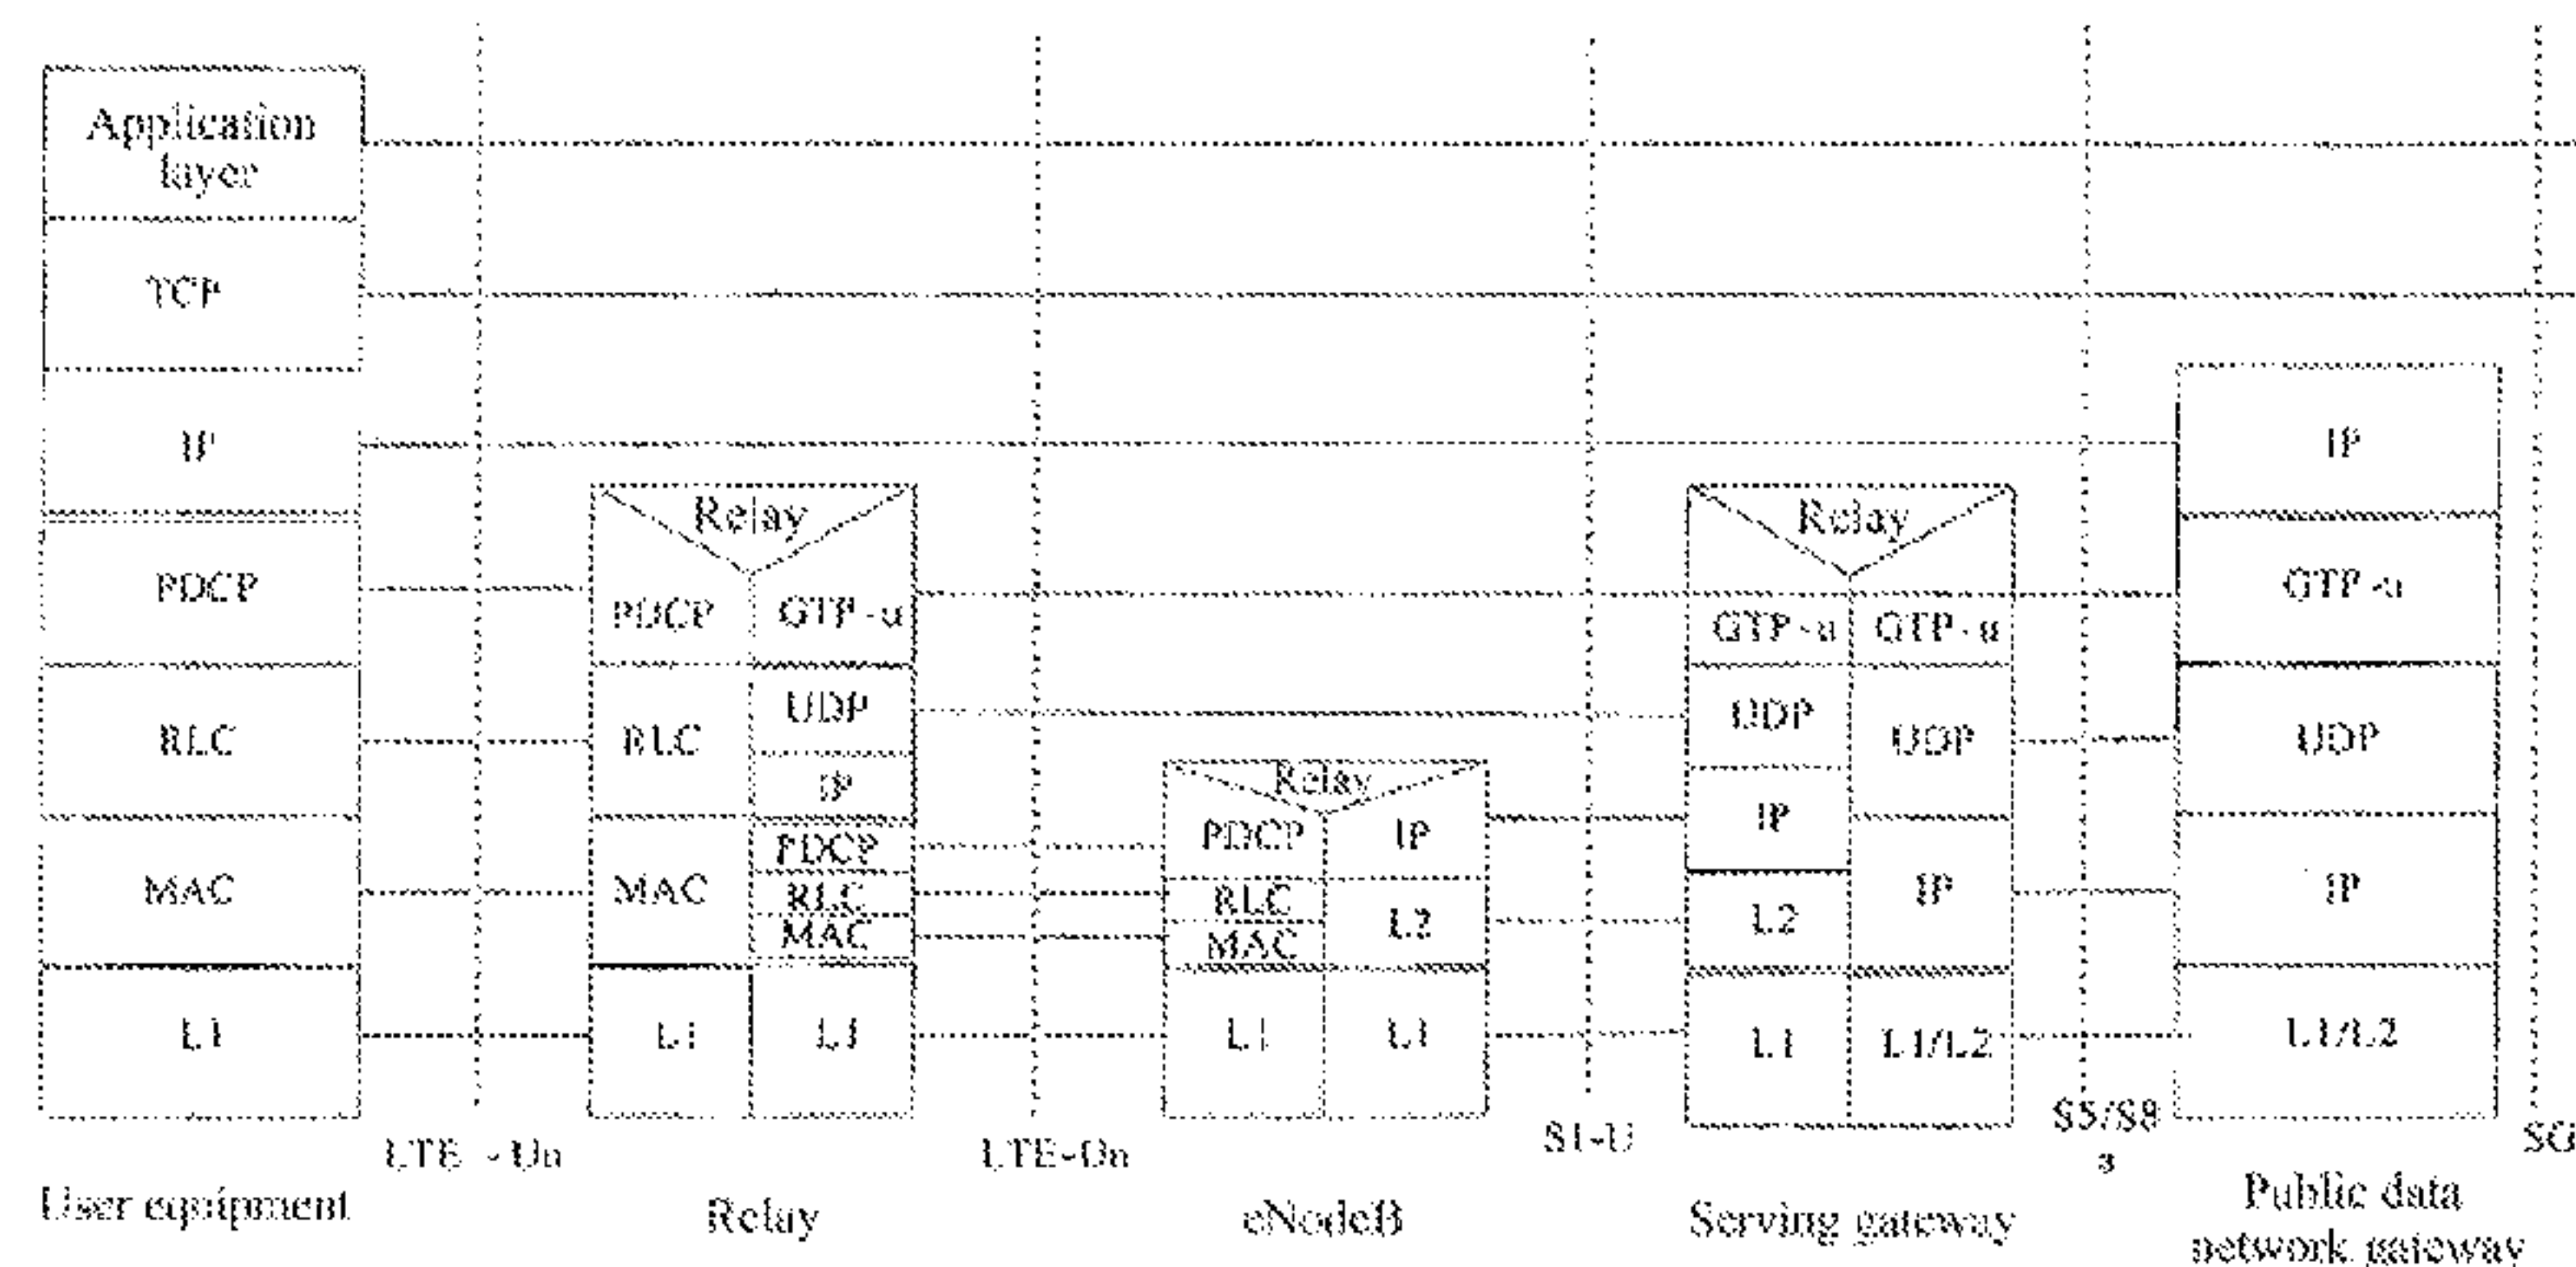 Application
layer
TCP
IP
PDCP
RLC
MAC
L1
LTE - Un
User equipment
Relay
PDCP
GTP-u
RLC
UDP
IP
MAC
PDCP
RLC
MAC
L1
L1
LTE-Un
Relay
Relay
PDCP
IP
RLC
MAC
L2
L1
L1
S1-U
eNodeB
Relay
GTP-u
GTP-u
UDP
UDP
IP
IP
L2
L1
L1/L2
S5/S8
a
Serving gateway
IP
GTP-u
UDP
IP
L1/L2
SG
Public data
network gateway